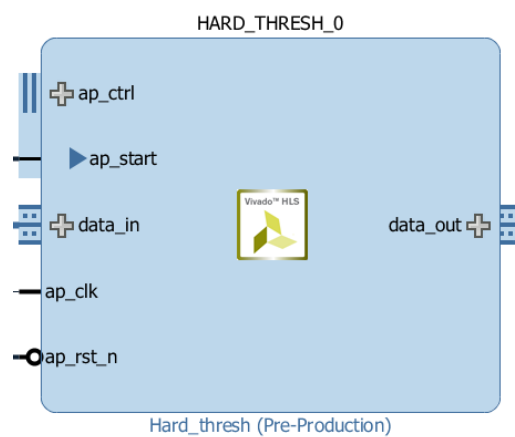 HARD_THRESH_0
ap_ctrl
ap_start
data_in
Vivado™ HLS
data_out
ap_clk
ap_rst_n
Hard_thresh (Pre-Production)